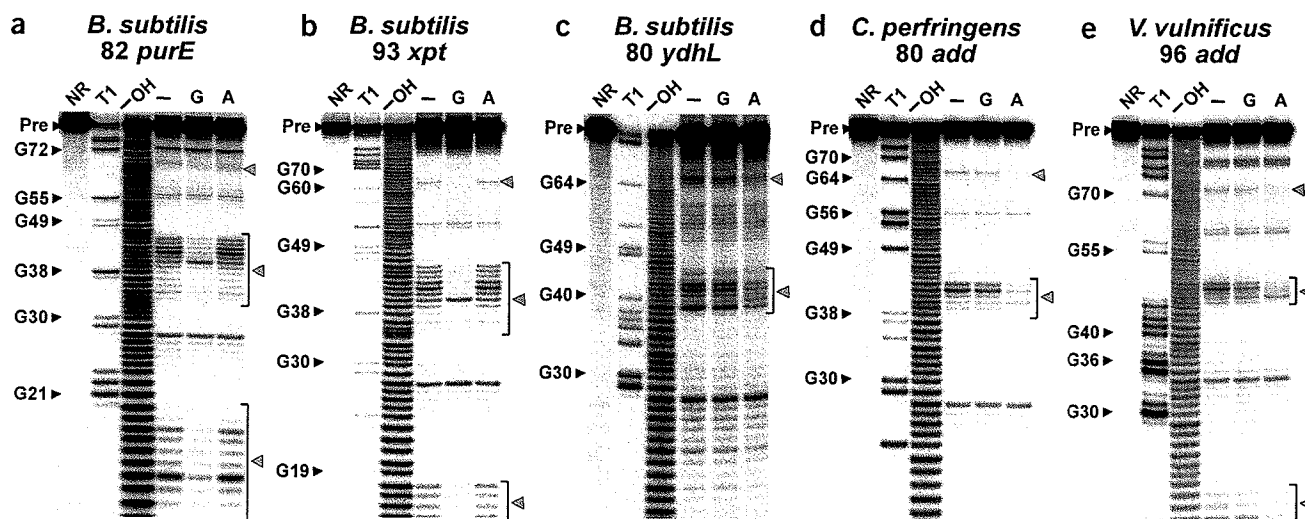 a B. subtilis
82 purE
NR T1 –OH – G A
Pre
G72
G55
G49
G38
G30
G21
b B. subtilis
93 xpt
NR T1 –OH – G A
G70
G60
G49
G38
G30
G19
c B. subtilis
80 ydhL
NR T1 –OH – G A
Pre
G64
G49
G40
G30
d C. perfringens
80 add
NR T1 –OH – G A
Pre
G70
G64
G56
G49
G38
G30
e V. vulnificus
96 add
NR T1 –OH – G A
Pre
G70
G55
G40
G36
G30